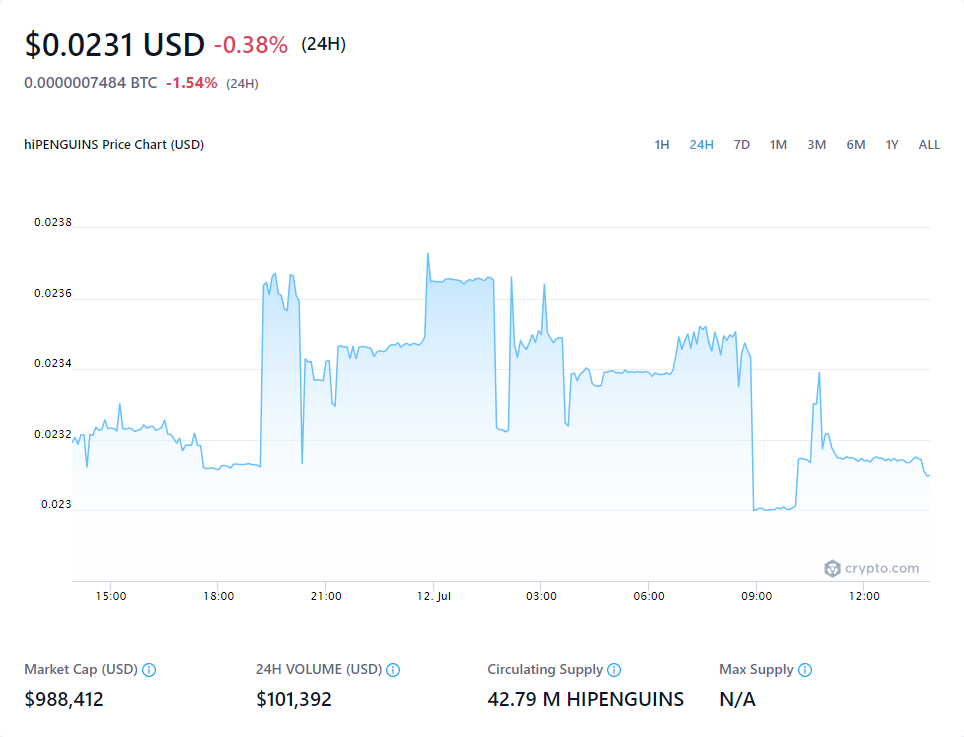 $0.0231 USD -0.38% (24H)
0.0000007484 BTC -1.54% (24H)
hiPENGUINS Price Chart (USD) 1H 24H 7D 1M 3M 6M 1Y ALL
0.0238
0.0236
0.0234
0.0232
0.023
crypto.com
15:00 18:00 21:00 12. Jul 03:00 06:00 09:00 12:00
Market Cap (USD) 24H VOLUME (USD) Circulating Supply Max Supply
$988,412 $101,392 42.79 M HIPENGUINS N/A